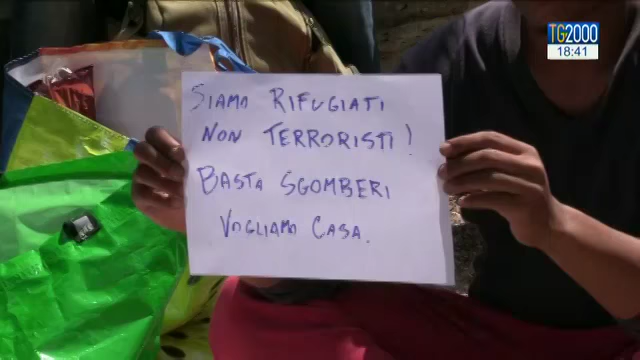 TG2000
18:41
SIAMO RIFUGIATI
NON TERRORISTI!
BASTA SGOMBERI
VOGLIAMO CASA.